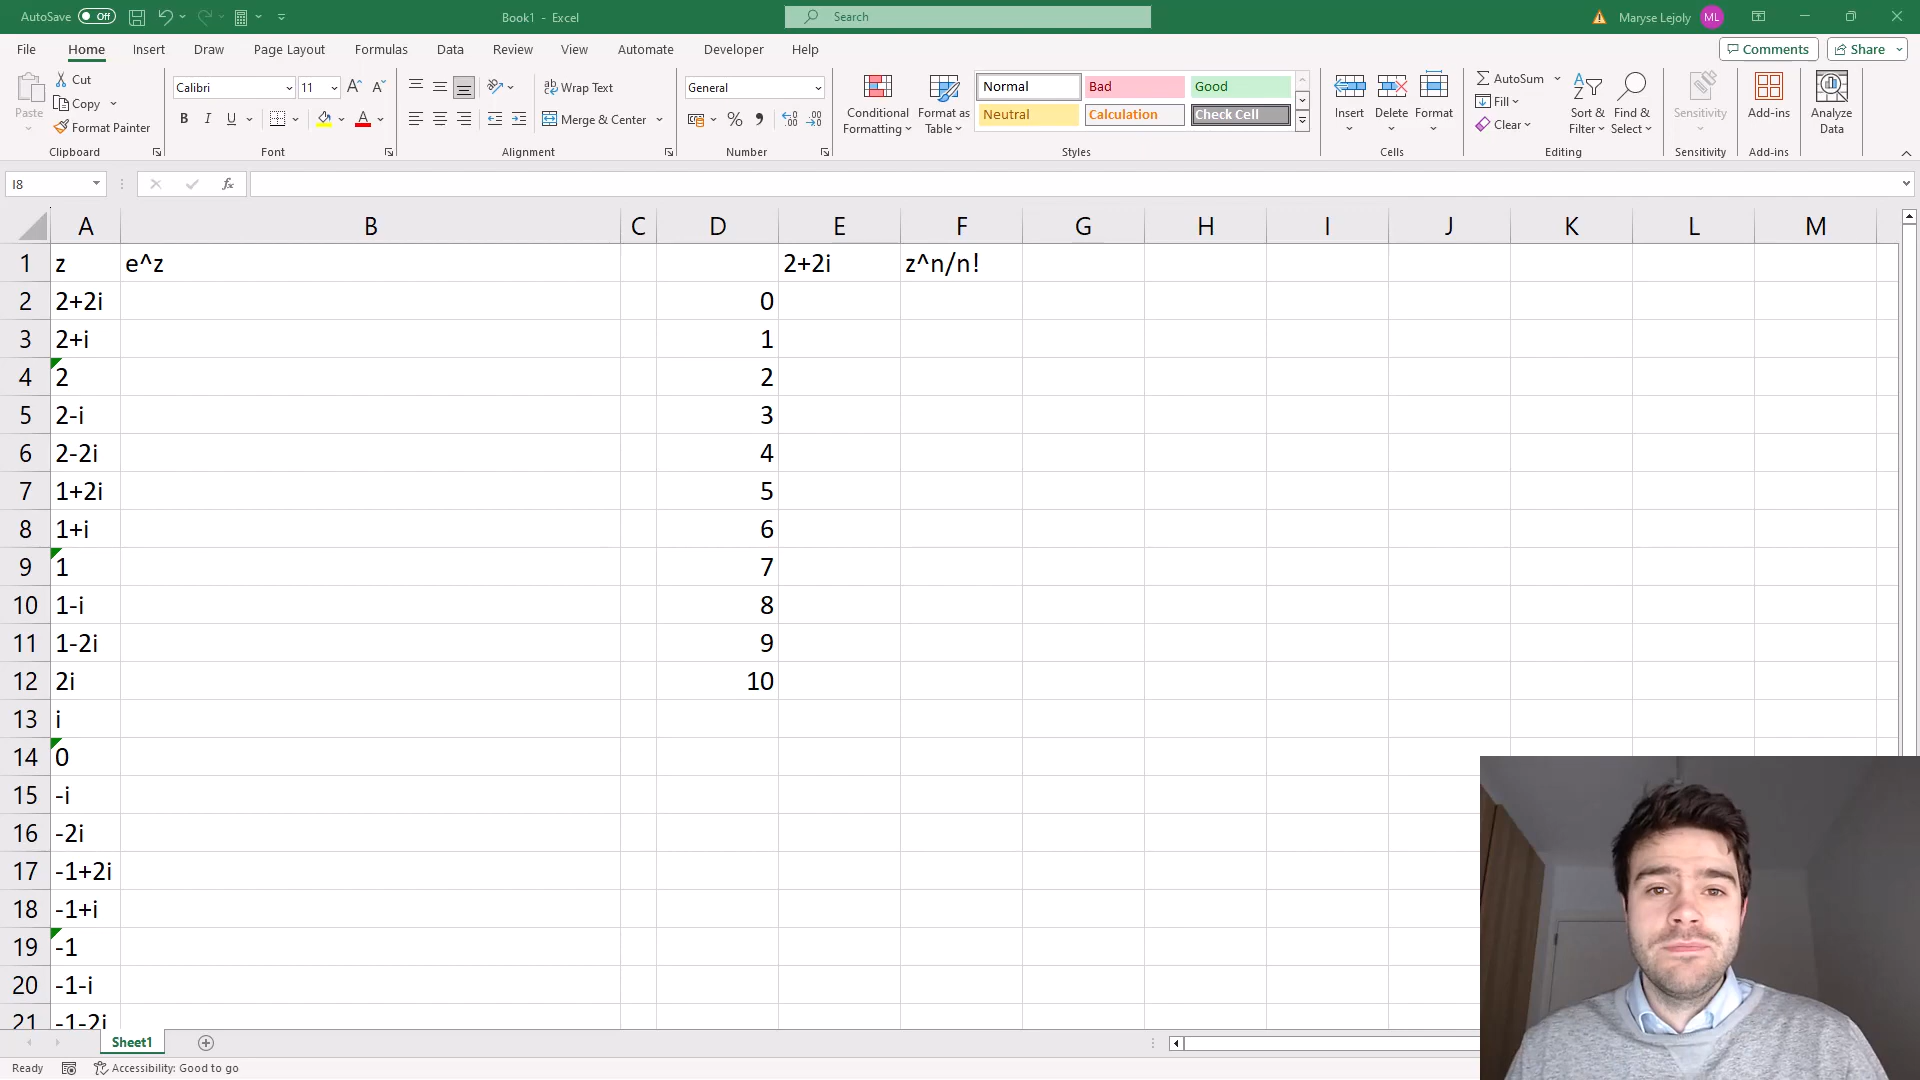 AutoSave Off Book1 - Excel Search Maryse Lejoly ML
File Home Insert Draw Page Layout Formulas Data Review View Automate Developer Help Comments Share
Paste Cut Copy Format Painter
Clipboard
Calibri 11 A A
B I U A
Font
Wrap Text
Merge & Center
Alignment
General
%
Number
Conditional Formatting
Format as Table
Normal Bad Good
Neutral Calculation Check Cell
Styles
Insert Delete Format
Cells
AutoSum
Fill
Clear
Sort & Filter
Find & Select
Editing
Sensitivity
Sensitivity
Add-ins
Add-ins
Analyze Data
I8 fx
A B C D E F G H I J K L M
1 z e^z 2+2i z^n/n!
2 2+2i 0
3 2+i 1
4 2 2
5 2-i 3
6 2-2i 4
7 1+2i 5
8 1+i 6
9 1 7
10 1-i 8
11 1-2i 9
12 2i 10
13 i
14 0
15 -i
16 -2i
17 -1+2i
18 -1+i
19 -1
20 -1-i
21 -1-2i
Sheet1
Ready Accessibility: Good to go